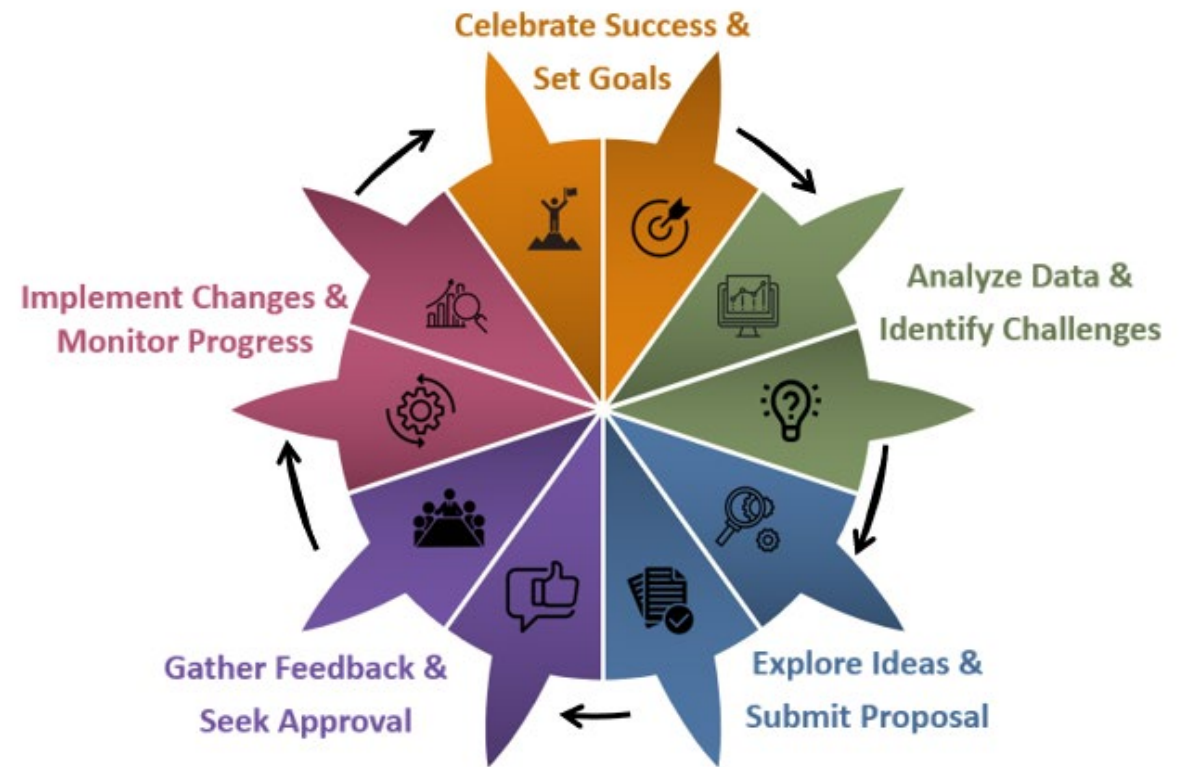 Celebrate Success &
Set Goals
Analyze Data &
Identify Challenges
Explore Ideas &
Submit Proposal
Gather Feedback &
Seek Approval
Implement Changes &
Monitor Progress